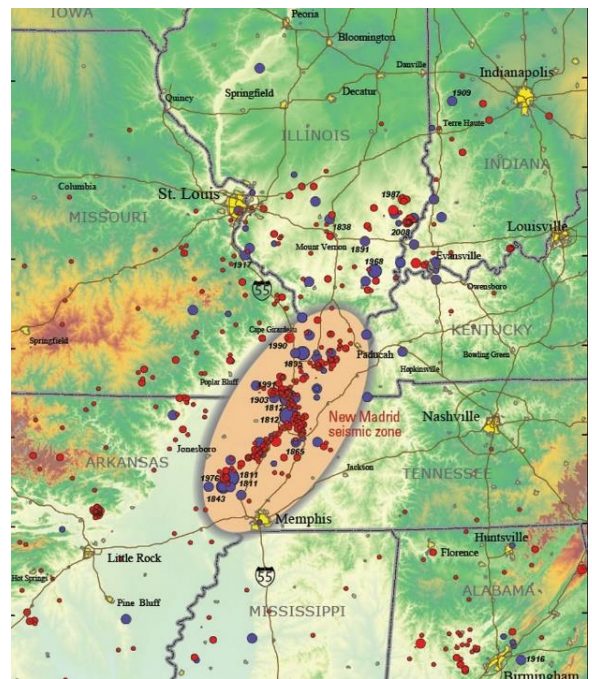 IOWA
Peoria
Bloomington
Danville
Indianapolis
Quincy
Springfield
Decatur
1909
Terre Haute
ILLINOIS
INDIANA
Columbia
St. Louis
1987
MISSOURI
1838
2008
Louisville
Mount Vernon
1891
Evansville
1917
1968
55
Owensboro
Cape Girardeau
KENTUCKY
Springfield
1990
Paducah
Bowling Green
1895
Hopkinsville
Poplar Bluff
1991
1903
1812
New Madrid
seismic zone
1812
Nashville
Jonesboro
1865
ARKANSAS
Jackson
TENNESSEE
1976
1811
1811
1843
Memphis
Huntsville
Florence
Little Rock
Hot Springs
55
ALABAMA
Pine Bluff
MISSISSIPPI
1916
Birmingham